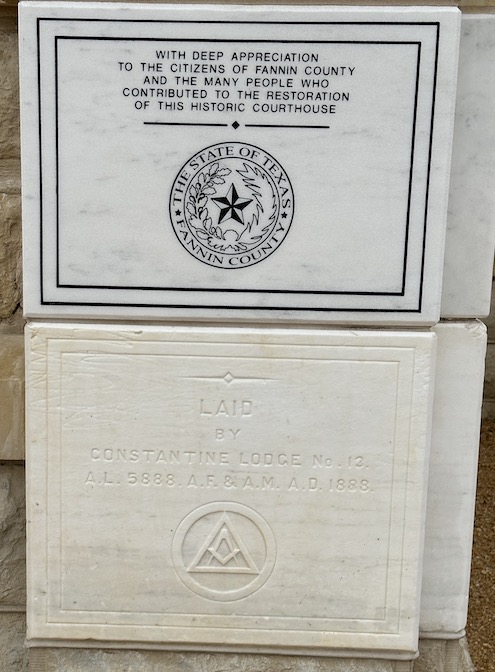 WITH DEEP APPRECIATION
TO THE CITIZENS OF FANNIN COUNTY
AND THE MANY PEOPLE WHO
CONTRIBUTED TO THE RESTORATION
OF THIS HISTORIC COURTHOUSE
THE STATE OF TEXAS
FANNIN COUNTY
LAID
BY
CONSTANTINE LODGE No. 13.
A.L. 5888. A.F. & A.M. A.D. 1888.